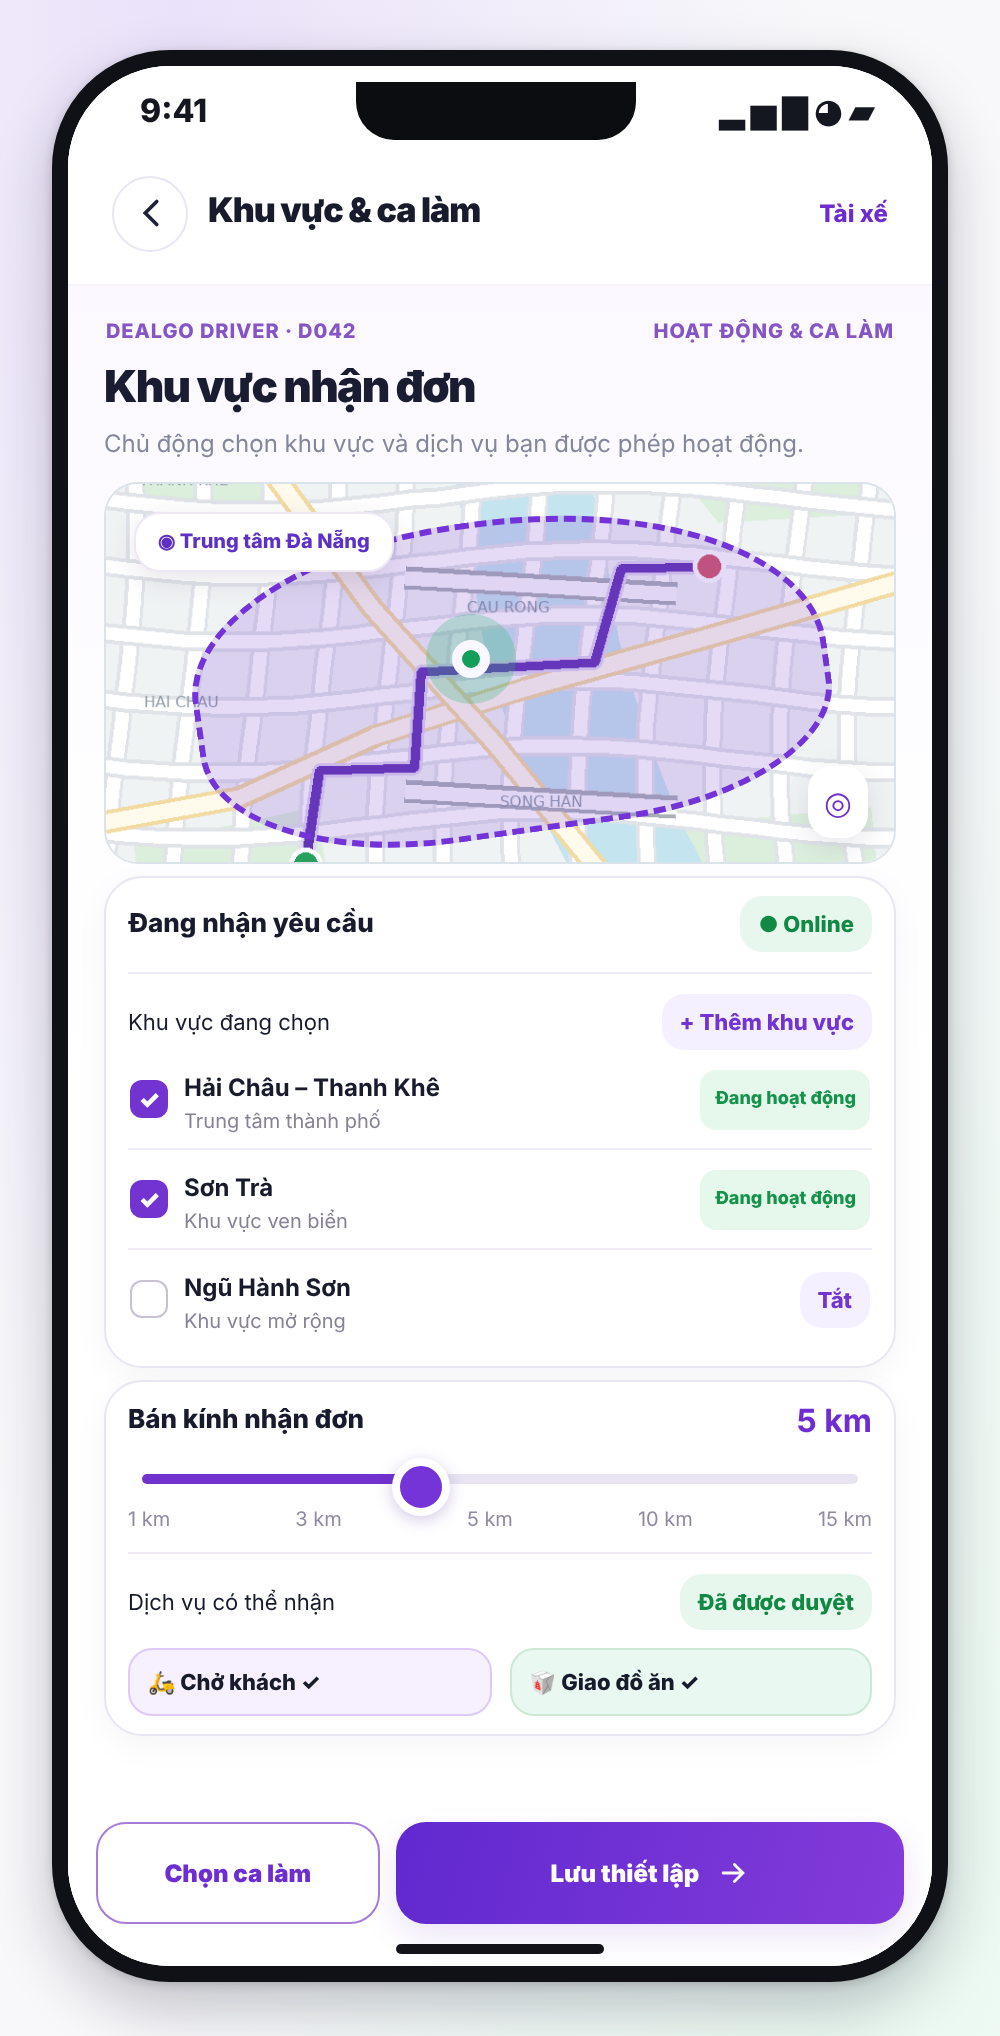 9:41
Khu vực & ca làm
Tài xế
DEALGO DRIVER · D042
HOẠT ĐỘNG & CA LÀM
Khu vực nhận đơn
Chủ động chọn khu vực và dịch vụ bạn được phép hoạt động.
◉ Trung tâm Đà Nẵng
CAU RONG
HAI CHAU
SONG HAN
Đang nhận yêu cầu
● Online
Khu vực đang chọn
+ Thêm khu vực
Hải Châu – Thanh Khê
Trung tâm thành phố
Đang hoạt động
Sơn Trà
Khu vực ven biển
Đang hoạt động
Ngũ Hành Sơn
Khu vực mở rộng
Tắt
Bán kính nhận đơn
5 km
1 km 3 km 5 km 10 km 15 km
Dịch vụ có thể nhận
Đã được duyệt
🛵 Chở khách ✓
🥡 Giao đồ ăn ✓
Chọn ca làm
Lưu thiết lập →